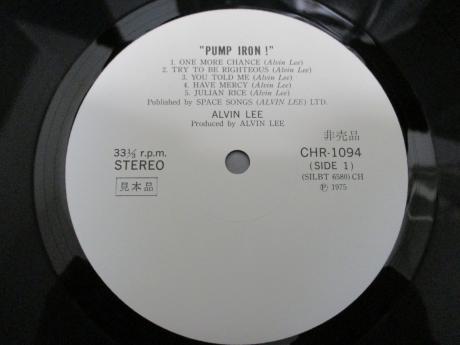 "PUMP IRON!"
1. ONE MORE CHANCE (Alvin Lee)
2. TRY TO BE RIGHTEOUS (Alvin Lee)
3. YOU TOLD ME (Alvin Lee)
4. HAVE MERCY (Alvin Lee)
5. JULIAN RICE (Alvin Lee)
Published by SPACE SONGS (ALVIN LEE) LTD.
ALVIN LEE
Produced by ALVIN LEE
非売品
33⅓ r.p.m.
STEREO
見本品
CHR-1094
(SIDE 1)
(SILBT 6580) CH
Ⓟ 1975